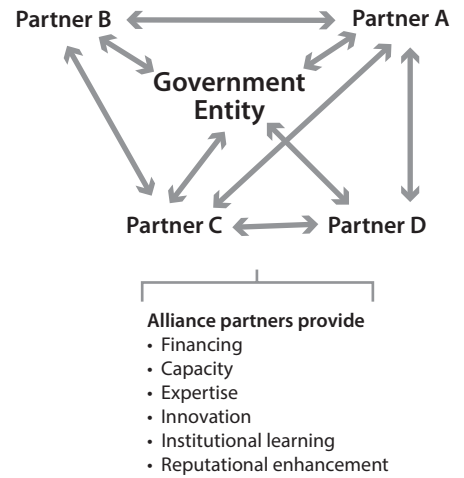 Partner B
Partner A
Government
Entity
Partner C
Partner D
Alliance partners provide
• Financing
• Capacity
• Expertise
• Innovation
• Institutional learning
• Reputational enhancement